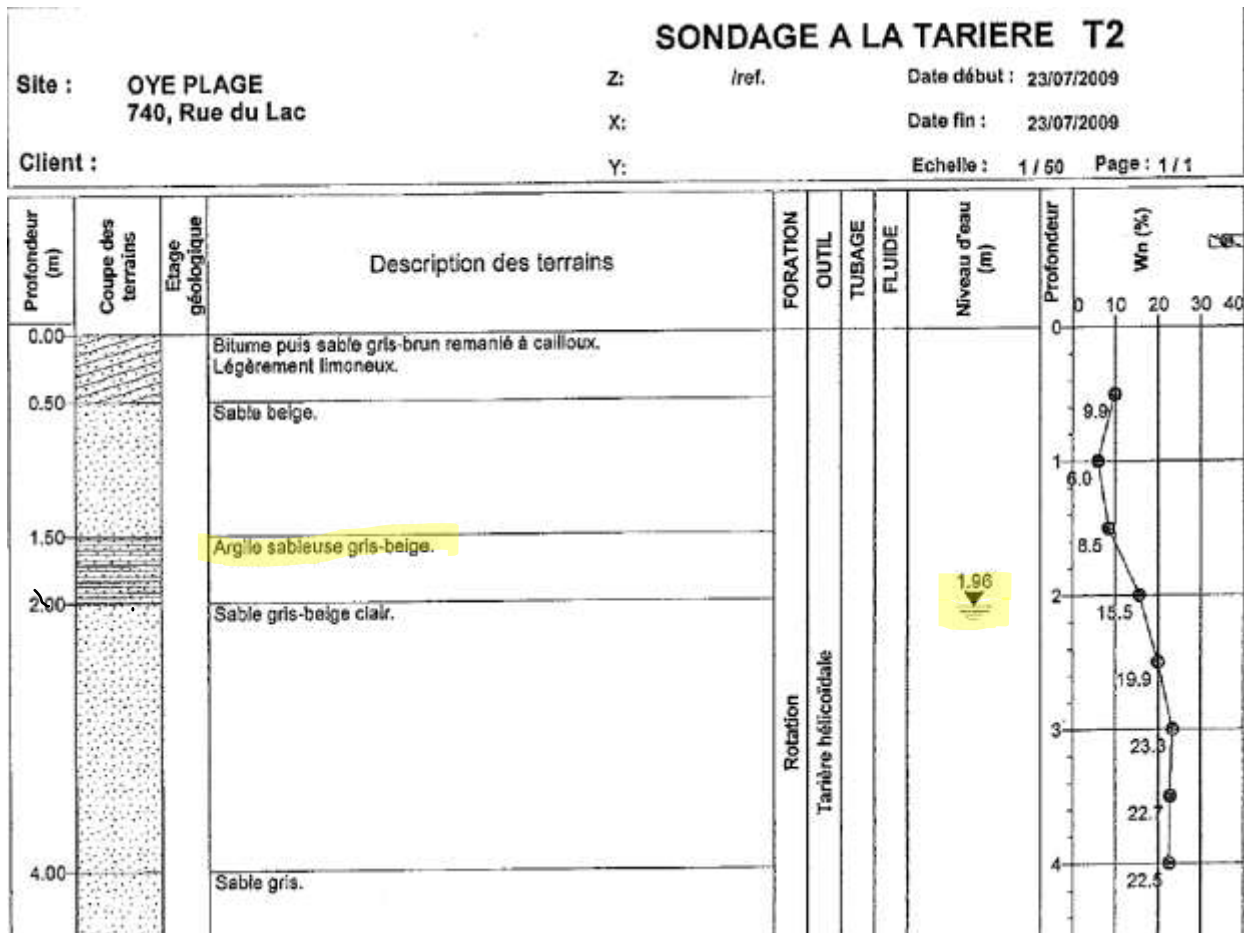 SONDAGE A LA TARIERE T2
Site : OYE PLAGE
740, Rue du Lac
Client :
Z: /ref.
X:
Y:
Date début : 23/07/2009
Date fin : 23/07/2009
Echelle : 1 / 50 Page : 1 / 1
Profondeur (m)
Coupe des terrains
Etage géologique
Description des terrains
FORATION
OUTIL
TUBAGE
FLUIDE
Niveau d'eau (m)
Profondeur
Wn (%)
0 10 20 30 40
0.00
Bitume puis sable gris-brun remanié à cailloux.
Légèrement limoneux.
0.50
Sable beige.
1.50
Argile sableuse gris-beige.
2.00
Sable gris-beige clair.
4.00
Sable gris.
Rotation
Tarière hélicoïdale
1.96
0
1
2
3
4
9.9
6.0
8.5
15.5
19.9
23.3
22.7
22.5